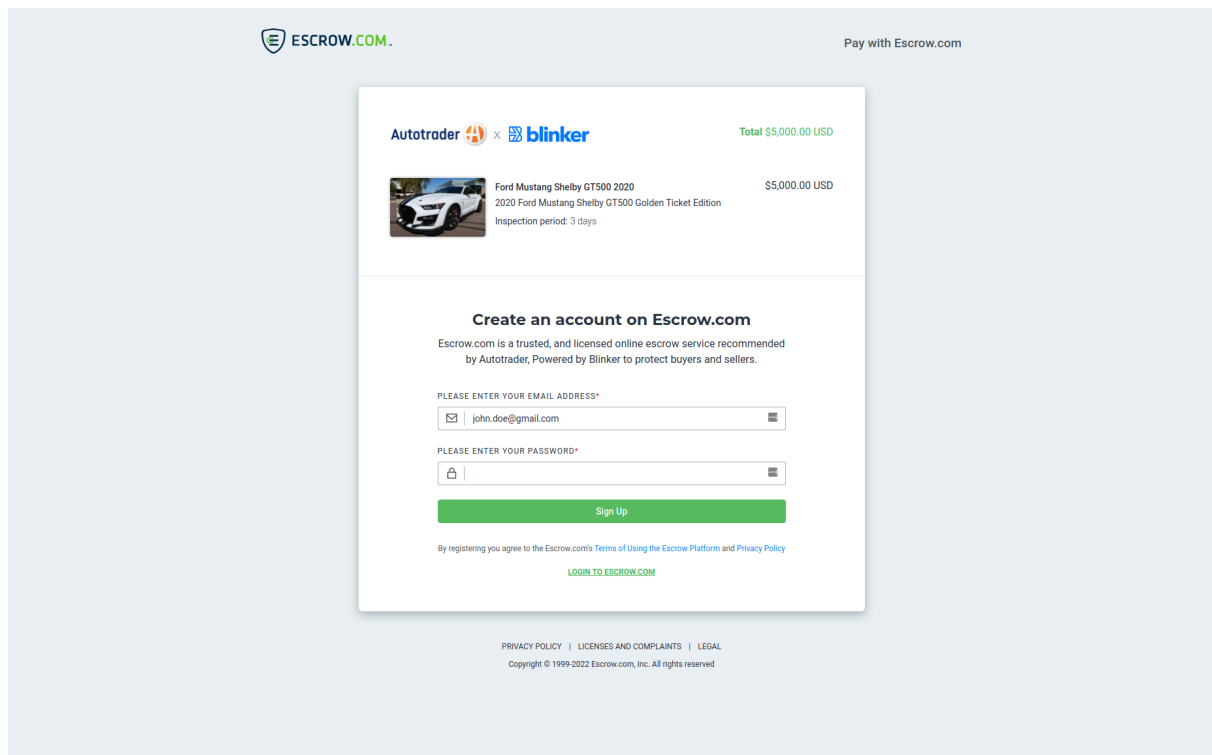 ESCROW.COM
Pay with Escrow.com
Autotrader x blinker
Total $5,000.00 USD
Ford Mustang Shelby GT500 2020
$5,000.00 USD
2020 Ford Mustang Shelby GT500 Golden Ticket Edition
Inspection period: 3 days
Create an account on Escrow.com
Escrow.com is a trusted, and licensed online escrow service recommended
by Autotrader, Powered by Blinker to protect buyers and sellers.
PLEASE ENTER YOUR EMAIL ADDRESS*
john.doe@gmail.com
PLEASE ENTER YOUR PASSWORD*
Sign Up
By registering you agree to the Escrow.com's Terms of Using the Escrow Platform and Privacy Policy
LOGIN TO ESCROW.COM
PRIVACY POLICY | LICENSES AND COMPLAINTS | LEGAL
Copyright © 1999-2022 Escrow.com, Inc. All rights reserved